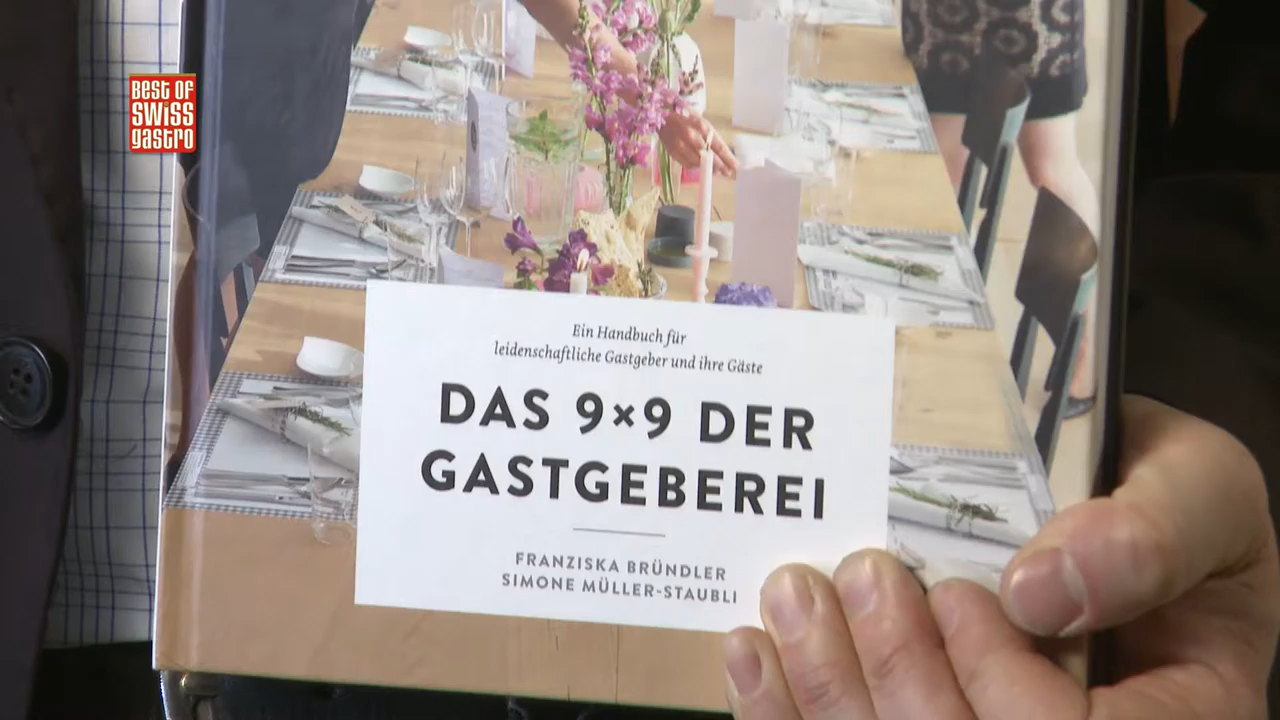 BEST OF
SWiSS
gastro
Ein Handbuch für
leidenschaftliche Gastgeber und ihre Gäste
DAS 9×9 DER
GASTGEBEREI
FRANZISKA BRÜNDLER
SIMONE MÜLLER-STAUBLI